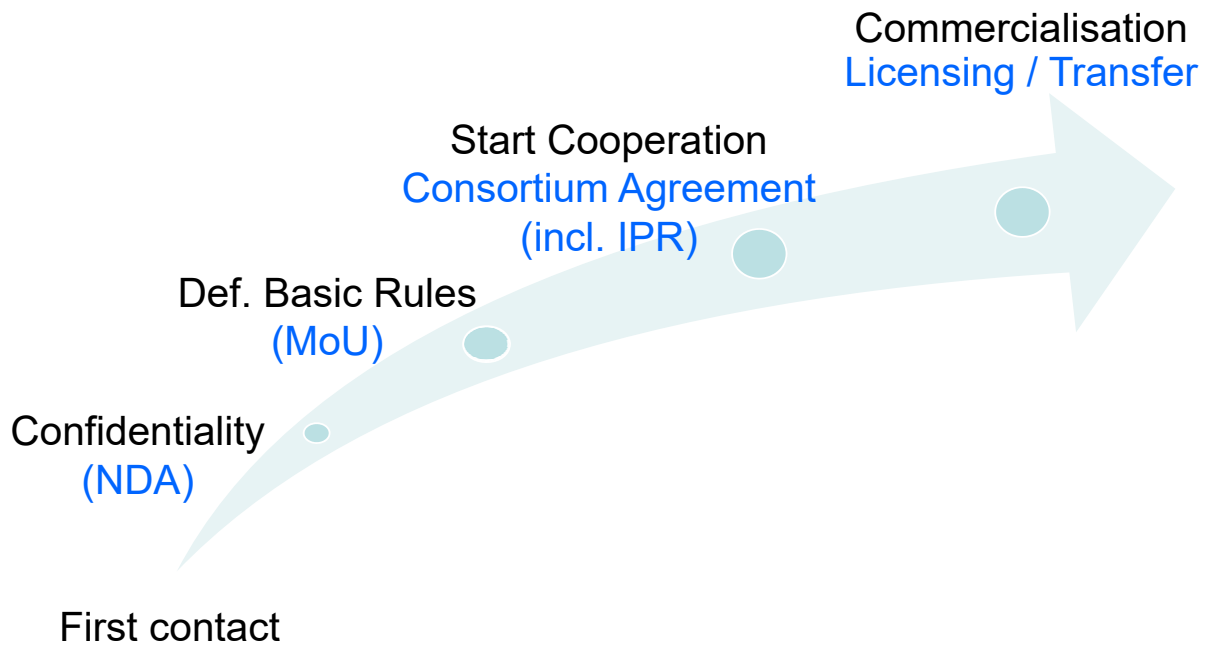 Commercialisation
Licensing / Transfer
Start Cooperation
Consortium Agreement
(incl. IPR)
Def. Basic Rules
(MoU)
Confidentiality
(NDA)
First contact